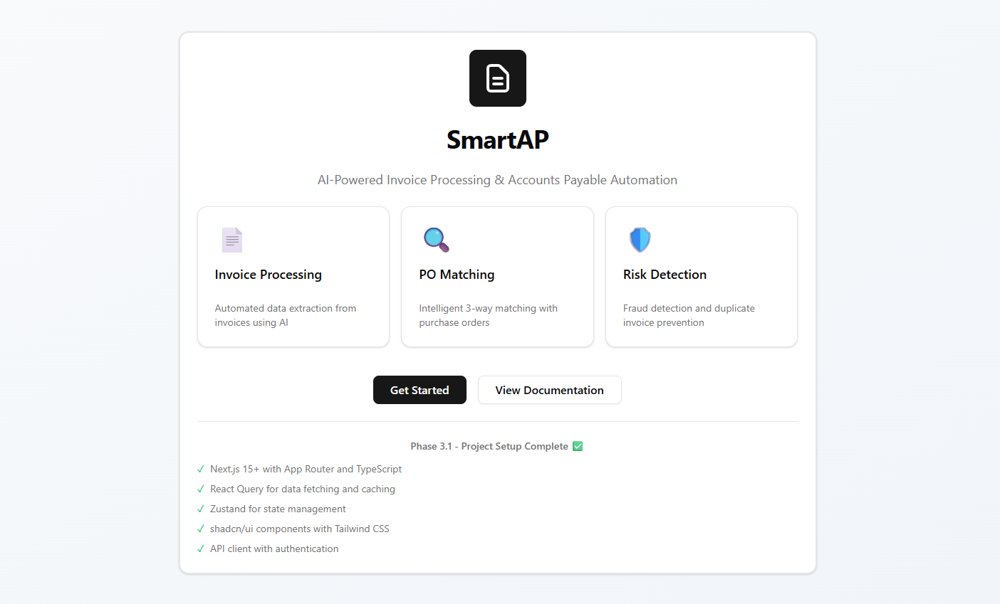 SmartAP
AI-Powered Invoice Processing & Accounts Payable Automation
Invoice Processing
Automated data extraction from
invoices using AI
PO Matching
Intelligent 3-way matching with
purchase orders
Risk Detection
Fraud detection and duplicate
invoice prevention
Get Started
View Documentation
Phase 3.1 - Project Setup Complete ✅
✓ Next.js 15+ with App Router and TypeScript
✓ React Query for data fetching and caching
✓ Zustand for state management
✓ shadcn/ui components with Tailwind CSS
✓ API client with authentication